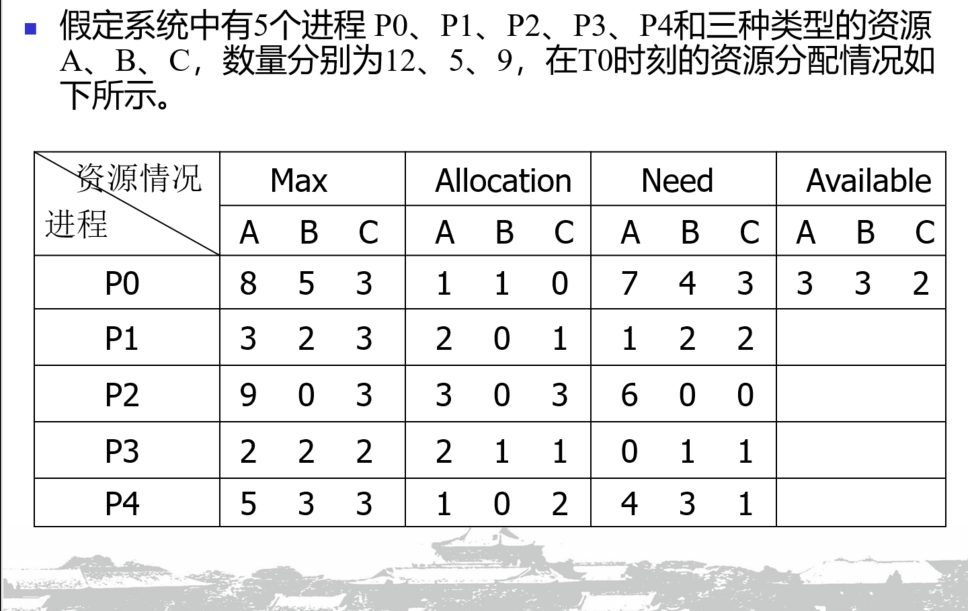 假定系统中有5个进程 P0、P1、P2、P3、P4和三种类型的资源
A、B、C，数量分别为12、5、9，在T0时刻的资源分配情况如
下所示。
资源情况 Max Allocation Need Available
进程 A B C A B C A B C A B C
P0 8 5 3 1 1 0 7 4 3 3 3 2
P1 3 2 3 2 0 1 1 2 2
P2 9 0 3 3 0 3 6 0 0
P3 2 2 2 2 1 1 0 1 1
P4 5 3 3 1 0 2 4 3 1